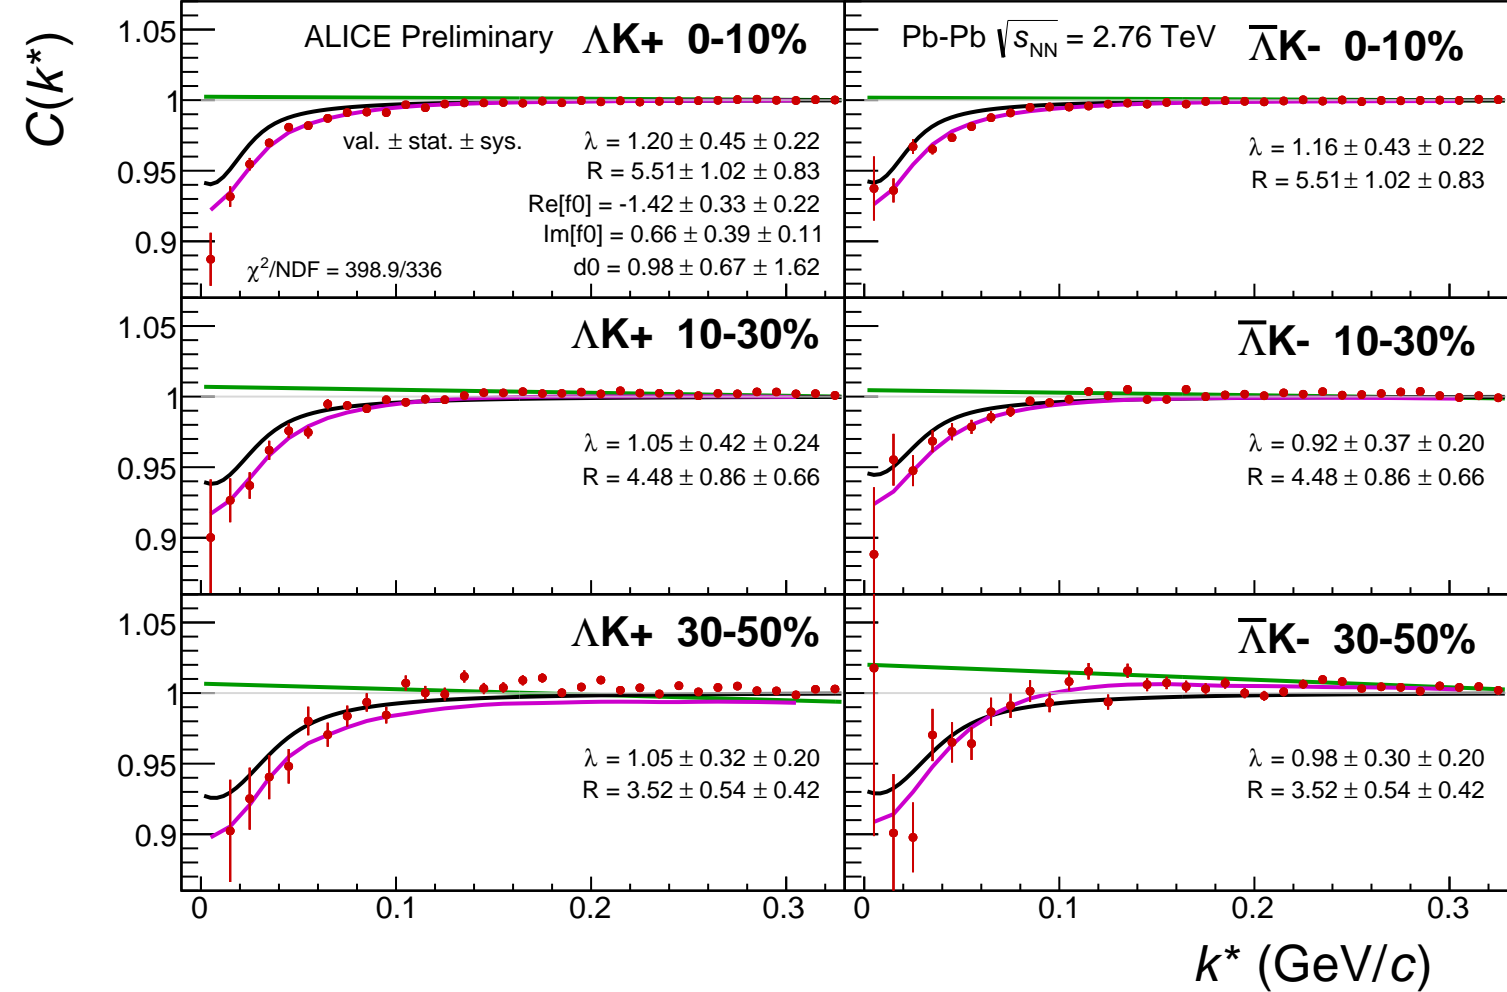 C(k*)
ALICE Preliminary ΛK+ 0-10%
val. ± stat. ± sys.
λ = 1.20 ± 0.45 ± 0.22
R = 5.51 ± 1.02 ± 0.83
Re[f0] = -1.42 ± 0.33 ± 0.22
Im[f0] = 0.66 ± 0.39 ± 0.11
d0 = 0.98 ± 0.67 ± 1.62
χ²/NDF = 398.9/336
1.05
1
0.95
0.9
Pb-Pb √sNN = 2.76 TeV Λ̅K- 0-10%
λ = 1.16 ± 0.43 ± 0.22
R = 5.51 ± 1.02 ± 0.83
ΛK+ 10-30%
λ = 1.05 ± 0.42 ± 0.24
R = 4.48 ± 0.86 ± 0.66
1.05
1
0.95
0.9
Λ̅K- 10-30%
λ = 0.92 ± 0.37 ± 0.20
R = 4.48 ± 0.86 ± 0.66
ΛK+ 30-50%
λ = 1.05 ± 0.32 ± 0.20
R = 3.52 ± 0.54 ± 0.42
1.05
1
0.95
0.9
Λ̅K- 30-50%
λ = 0.98 ± 0.30 ± 0.20
R = 3.52 ± 0.54 ± 0.42
0 0.1 0.2 0.3
0 0.1 0.2 0.3
k* (GeV/c)